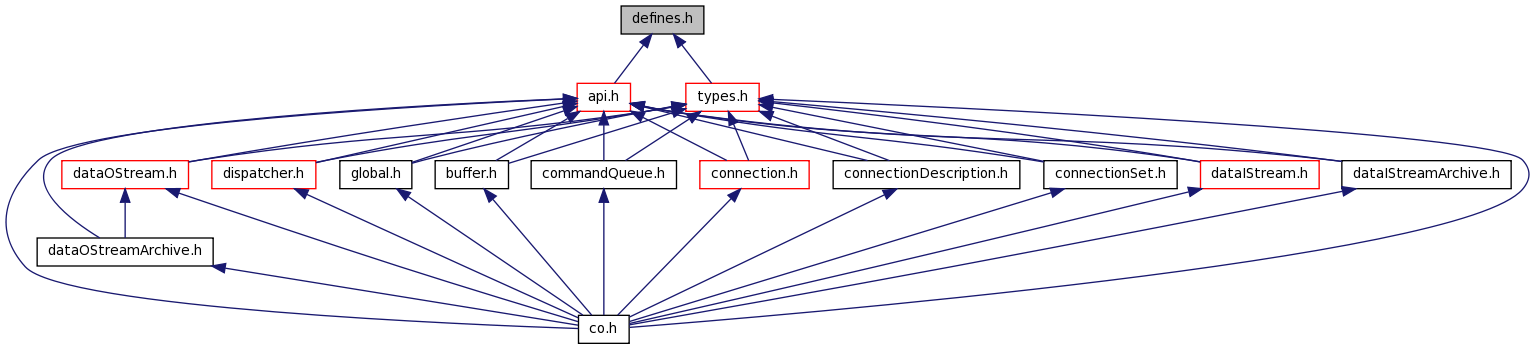 defines.h
api.h
types.h
dataOStream.h
dispatcher.h
global.h
buffer.h
commandQueue.h
connection.h
connectionDescription.h
connectionSet.h
dataIStream.h
dataIStreamArchive.h
dataOStreamArchive.h
co.h